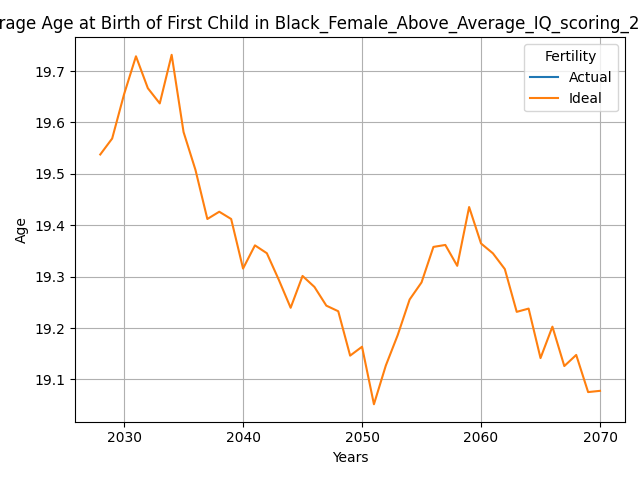 rage Age at Birth of First Child in Black_Female_Above_Average_IQ_scoring_2
Fertility
Actual
Ideal
19.7
19.6
19.5
19.4
19.3
19.2
19.1
Age
2030 2040 2050 2060 2070
Years